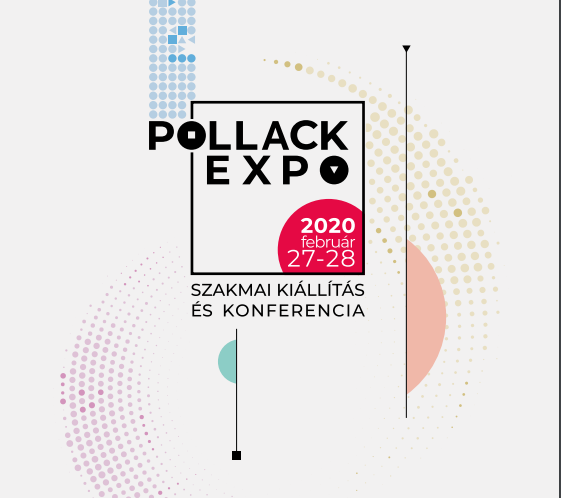 POLLACK
EXPO
2020
február
27-28
SZAKMAI KIÁLLÍTÁS
ÉS KONFERENCIA